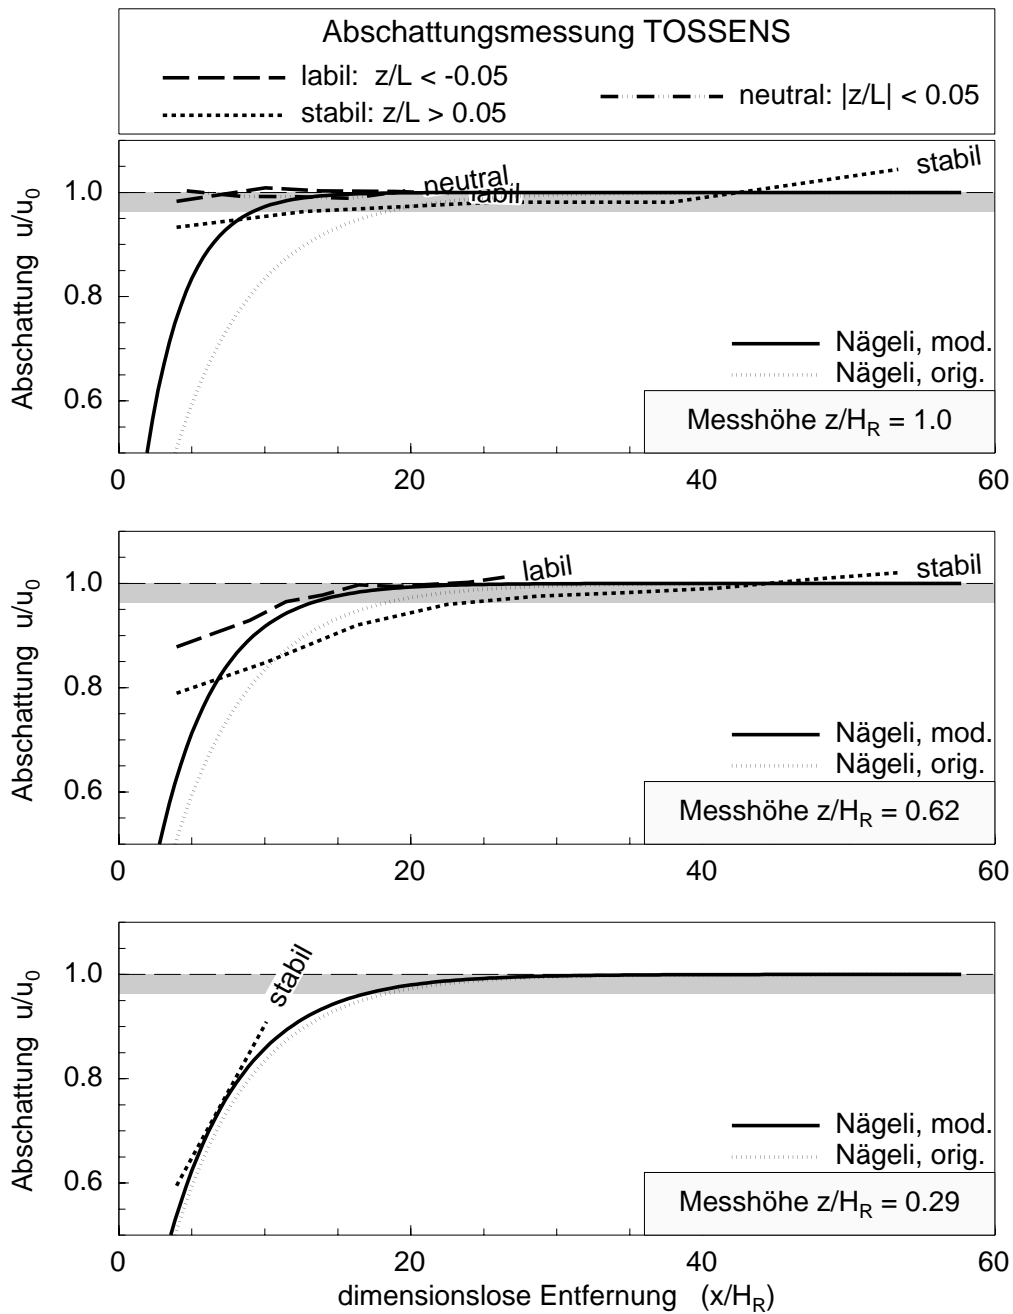 Abschattungsmessung TOSSENS
labil: z/L < -0.05
stabil: z/L > 0.05
neutral: |z/L| < 0.05
Abschattung u/u0
1.0
0.8
0.6
neutral
labil
stabil
Nägeli, mod.
Nägeli, orig.
Messhöhe z/HR = 1.0
0 20 40 60
Abschattung u/u0
1.0
0.8
0.6
labil
stabil
Nägeli, mod.
Nägeli, orig.
Messhöhe z/HR = 0.62
0 20 40 60
Abschattung u/u0
1.0
0.8
0.6
stabil
Nägeli, mod.
Nägeli, orig.
Messhöhe z/HR = 0.29
0 20 40 60
dimensionslose Entfernung (x/HR)